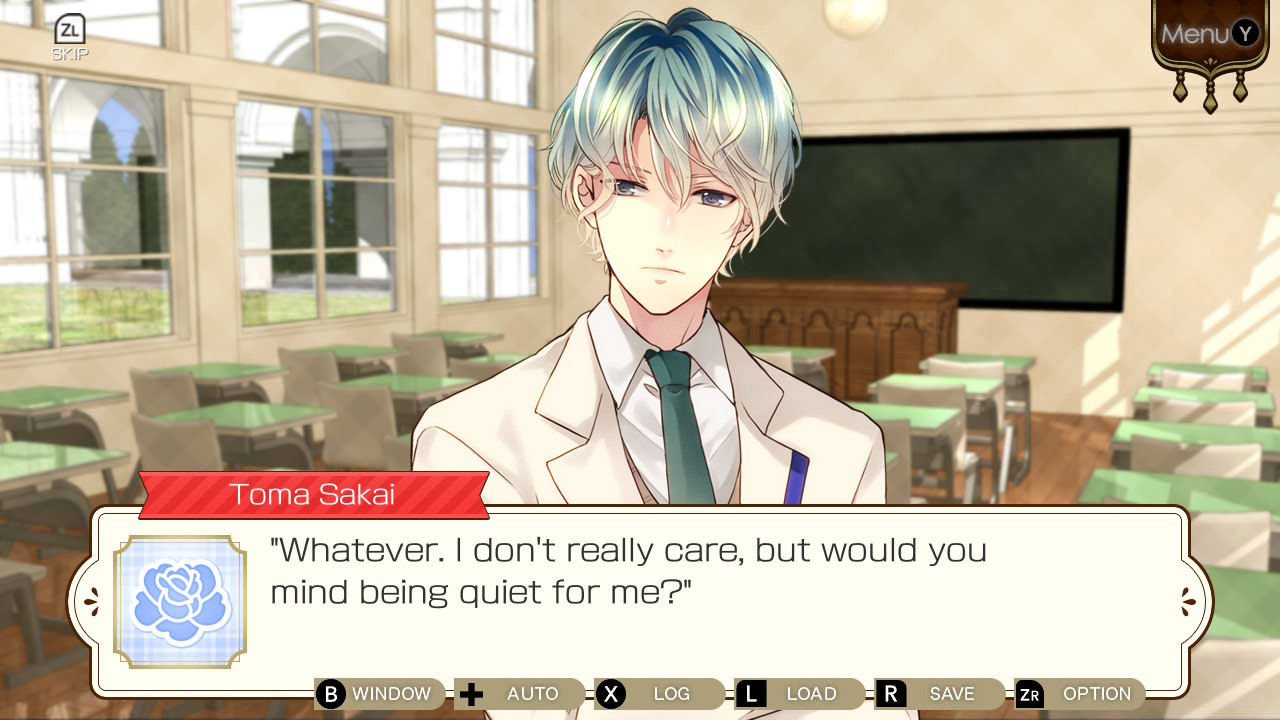 ZL
SKIP
Menu Y
Toma Sakai
"Whatever. I don't really care, but would you
mind being quiet for me?"
B WINDOW + AUTO X LOG L LOAD R SAVE ZR OPTION